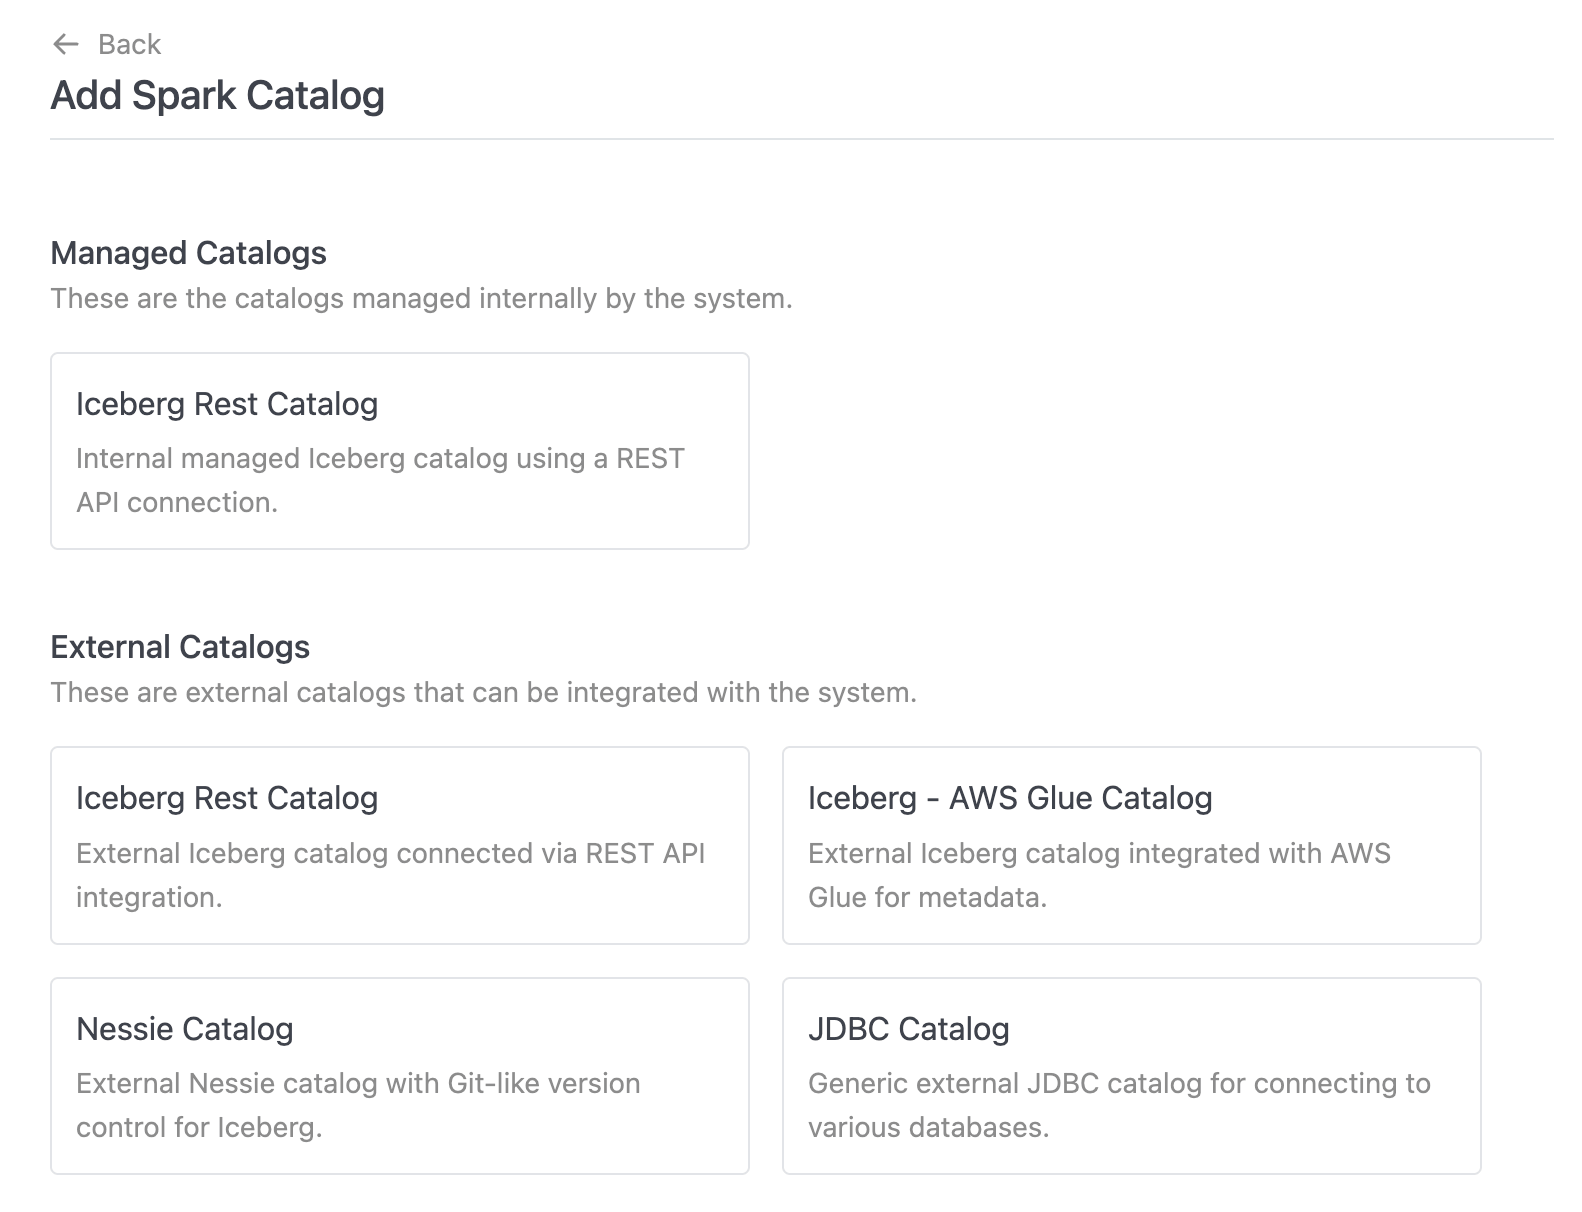 Back
Add Spark Catalog
Managed Catalogs
These are the catalogs managed internally by the system.
Iceberg Rest Catalog
Internal managed Iceberg catalog using a REST
API connection.
External Catalogs
These are external catalogs that can be integrated with the system.
Iceberg Rest Catalog
External Iceberg catalog connected via REST API
integration.
Iceberg - AWS Glue Catalog
External Iceberg catalog integrated with AWS
Glue for metadata.
Nessie Catalog
External Nessie catalog with Git-like version
control for Iceberg.
JDBC Catalog
Generic external JDBC catalog for connecting to
various databases.